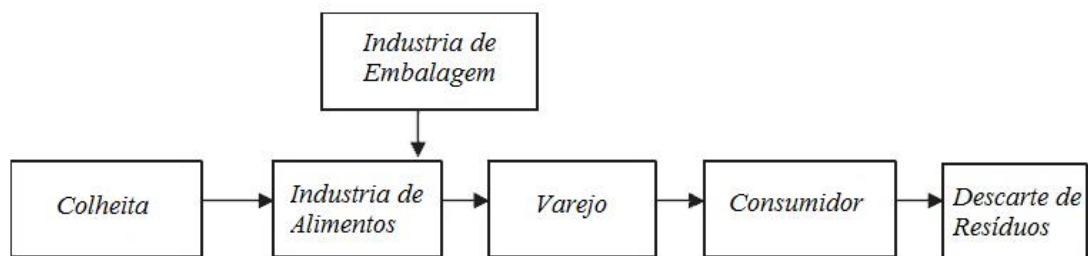 Industria de
Embalagem
Colheita
Industria de
Alimentos
Varejo
Consumidor
Descarte de
Resíduos